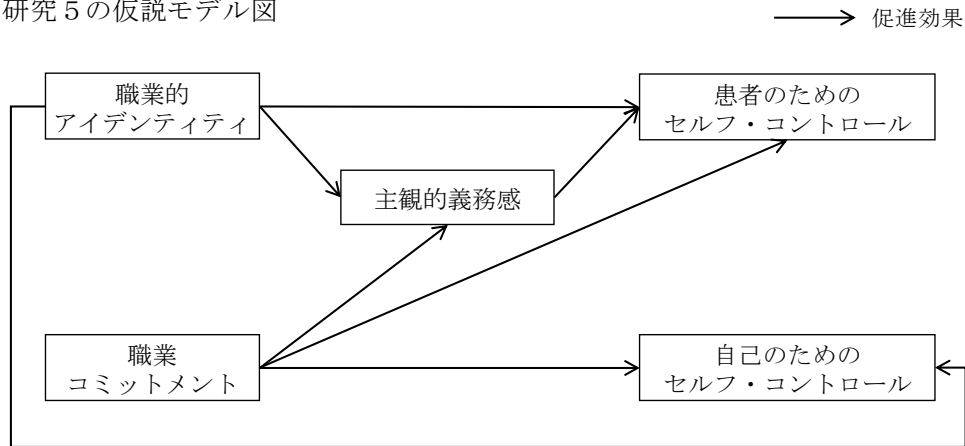 研究５の仮説モデル図
促進効果
職業的
アイデンティティ
患者のための
セルフ・コントロール
主観的義務感
職業
コミットメント
自己のための
セルフ・コントロール